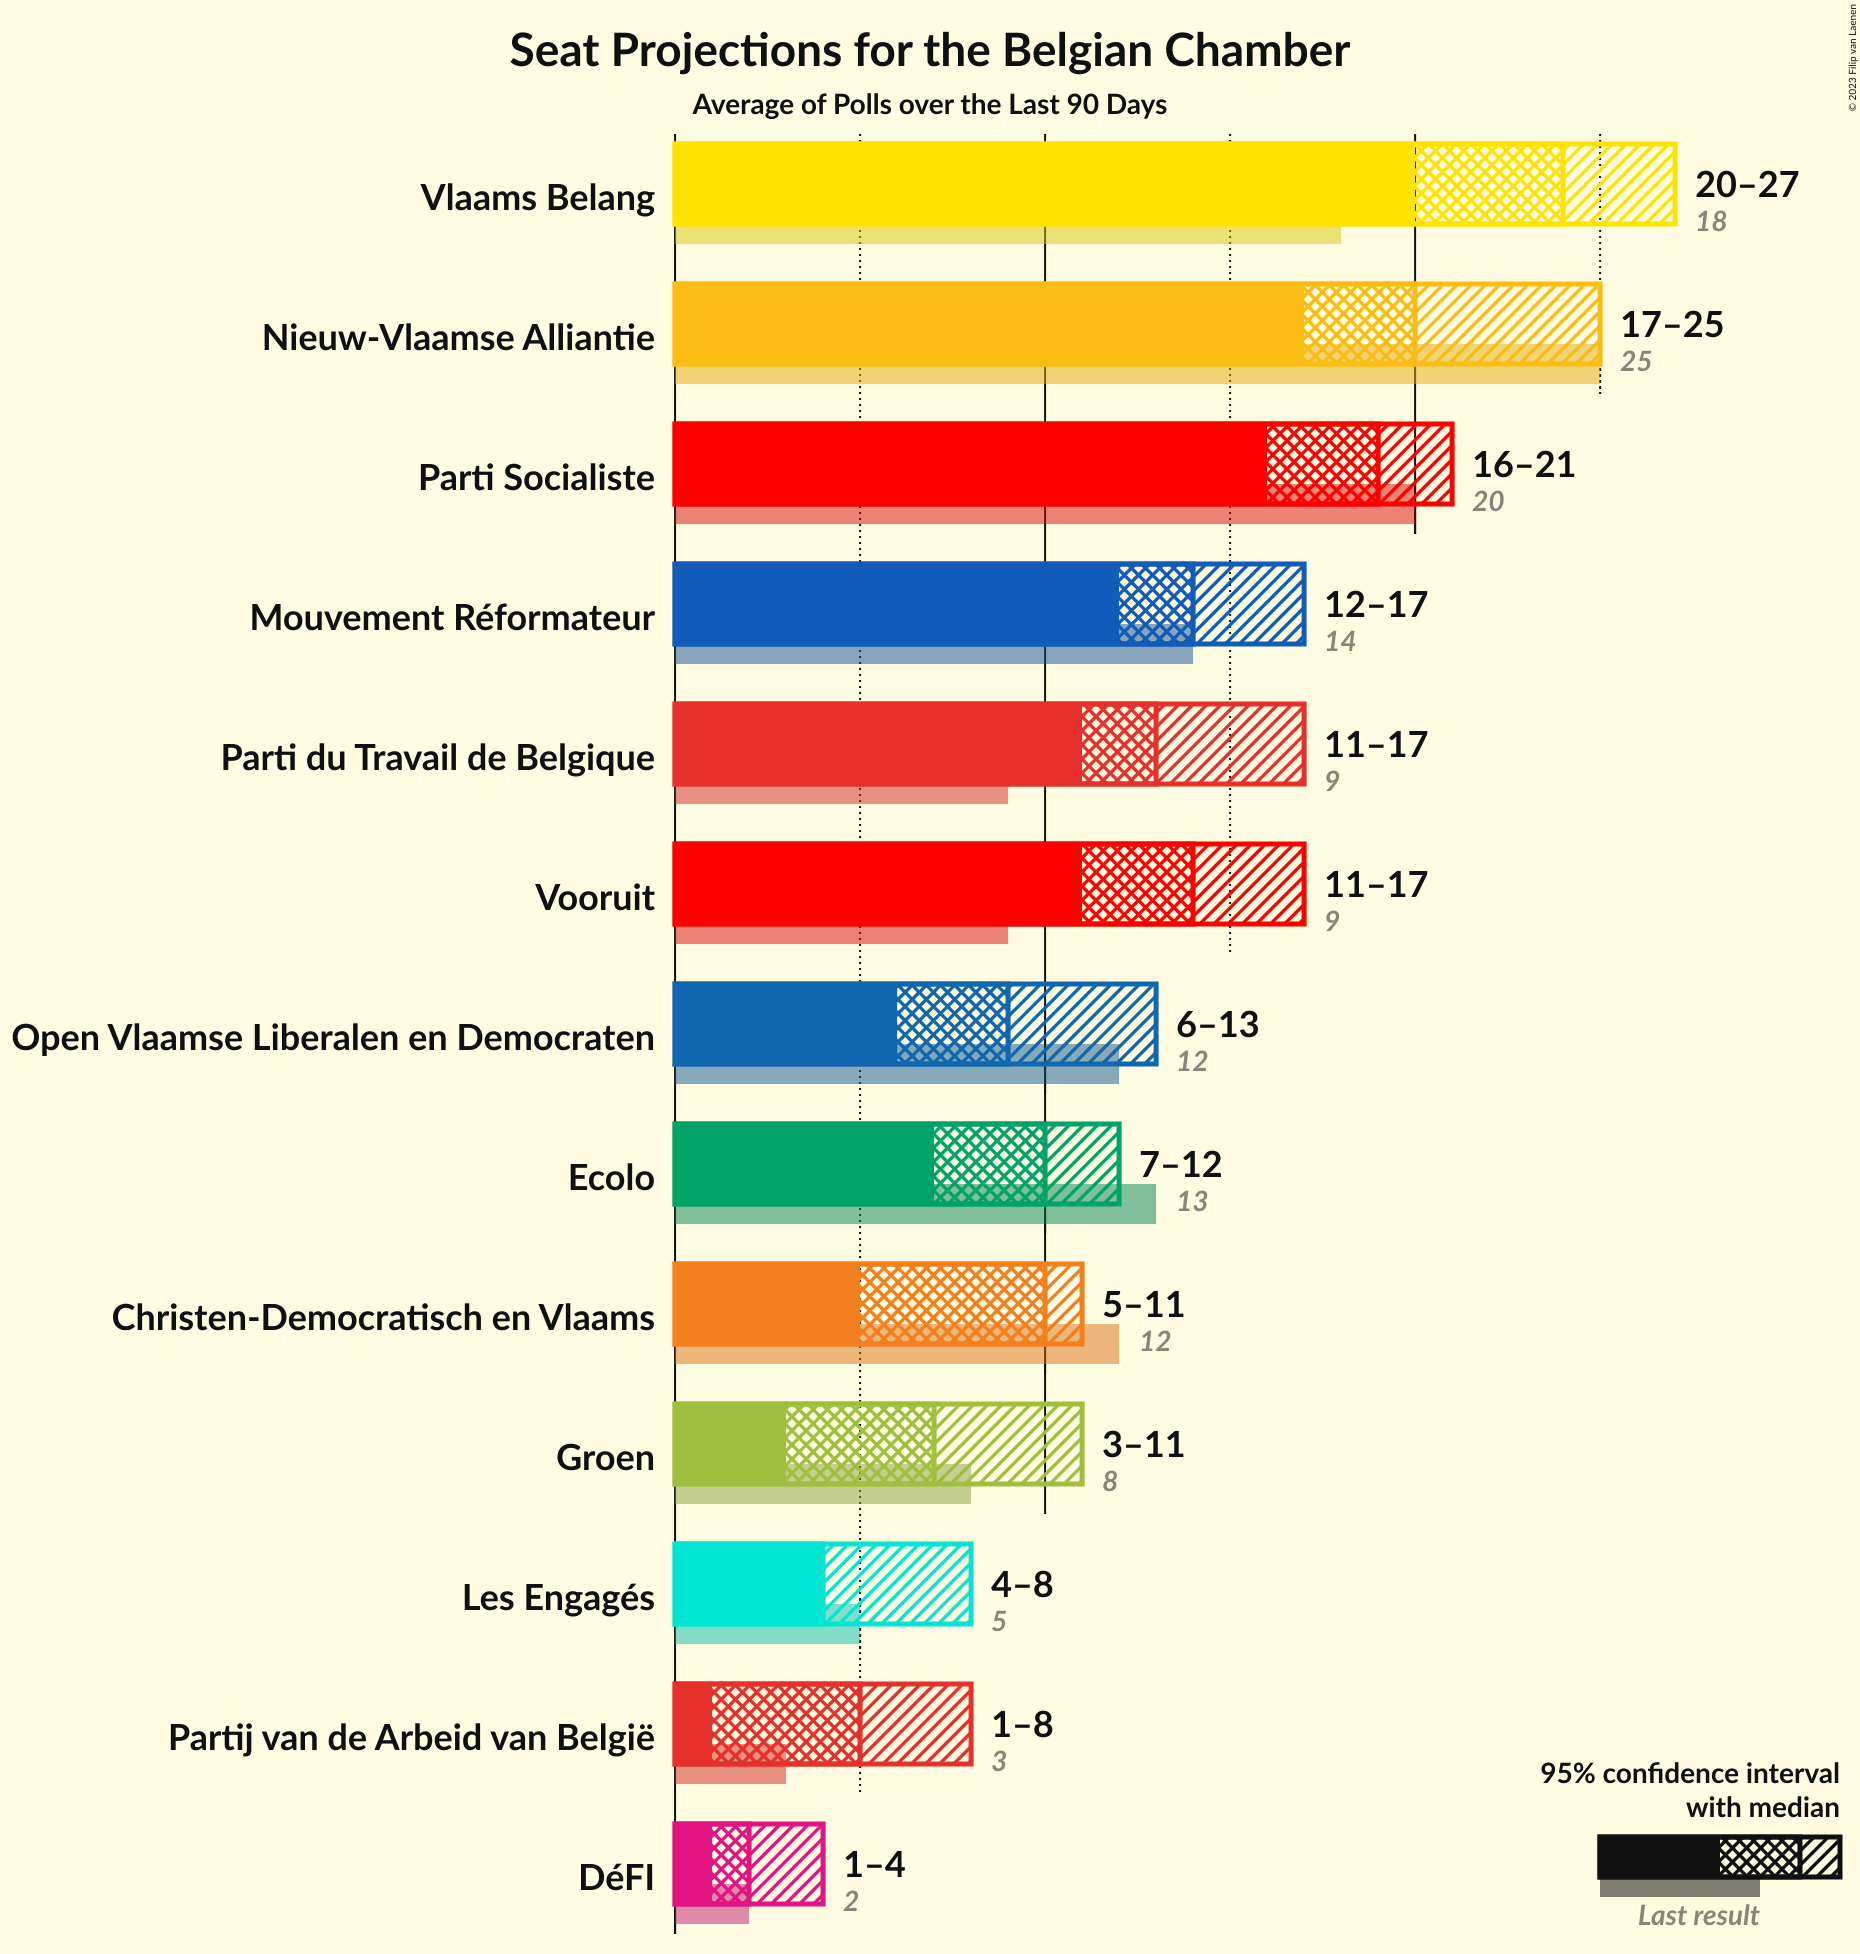 Seat Projections for the Belgian Chamber
Average of Polls over the Last 90 Days
© 2023 Filip van Laenen
Vlaams Belang
20–27
18
Nieuw-Vlaamse Alliantie
17–25
25
Parti Socialiste
16–21
20
Mouvement Réformateur
12–17
14
Parti du Travail de Belgique
11–17
9
Vooruit
11–17
9
Open Vlaamse Liberalen en Democraten
6–13
12
Ecolo
7–12
13
Christen-Democratisch en Vlaams
5–11
12
Groen
3–11
8
Les Engagés
4–8
5
Partij van de Arbeid van België
1–8
3
DéFI
1–4
2
95% confidence interval
with median
Last result